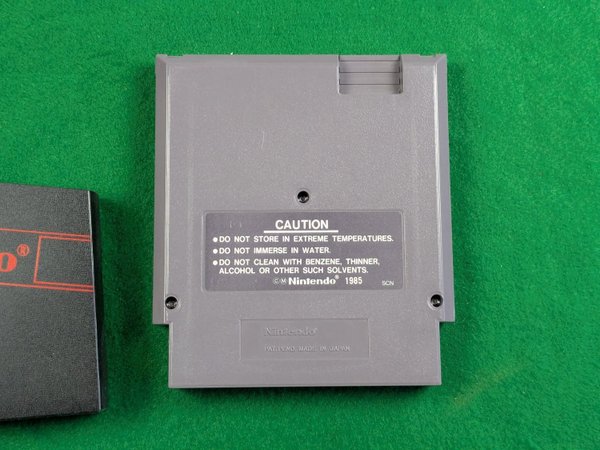 CAUTION
●DO NOT STORE IN EXTREME TEMPERATURES.
●DO NOT IMMERSE IN WATER.
●DO NOT CLEAN WITH BENZENE, THINNER,
ALCOHOL OR OTHER SUCH SOLVENTS.
©M Nintendo® 1985
SCN
Nintendo®
MADE IN JAPAN